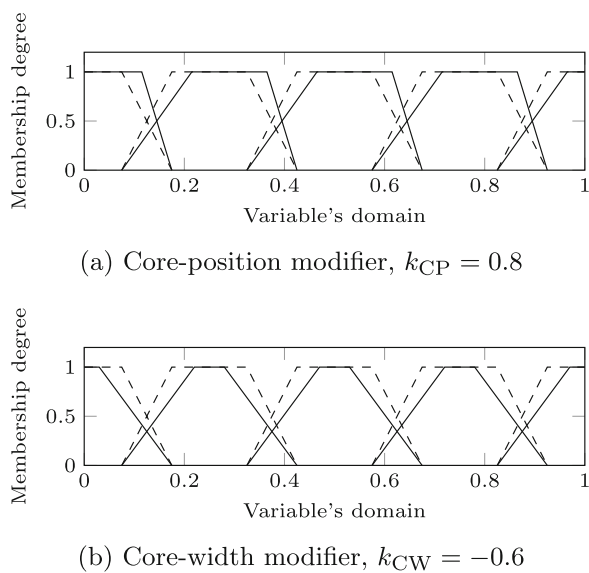 Membership degree
1
0.5
0
0 0.2 0.4 0.6 0.8 1
Variable's domain
(a) Core-position modifier, k_CP = 0.8
Membership degree
1
0.5
0
0 0.2 0.4 0.6 0.8 1
Variable's domain
(b) Core-width modifier, k_CW = −0.6